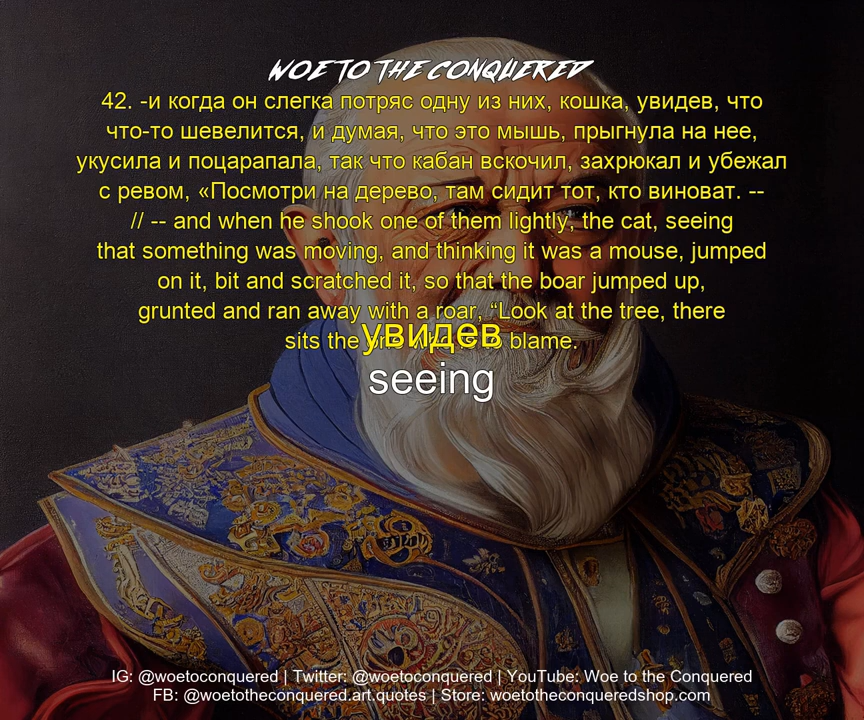 WOE TO THE CONQUERED
42. -и когда он слегка потряс одну из них, кошка, увидев, что
что-то шевелится, и думая, что это мышь, прыгнула на нее,
укусила и поцарапала, так что кабан вскочил, захрюкал и убежал
с ревом, «Посмотри на дерево, там сидит тот, кто виноват. --
// -- and when he shook one of them lightly, the cat, seeing
that something was moving, and thinking it was a mouse, jumped
on it, bit and scratched it, so that the boar jumped up,
grunted and ran away with a roar, “Look at the tree, there
sits the blame.
увидев
seeing
IG: @woetoconquered | Twitter: @woetoconquered | YouTube: Woe to the Conquered
FB: @woetotheconquered.art.quotes | Store: woetotheconqueredshop.com